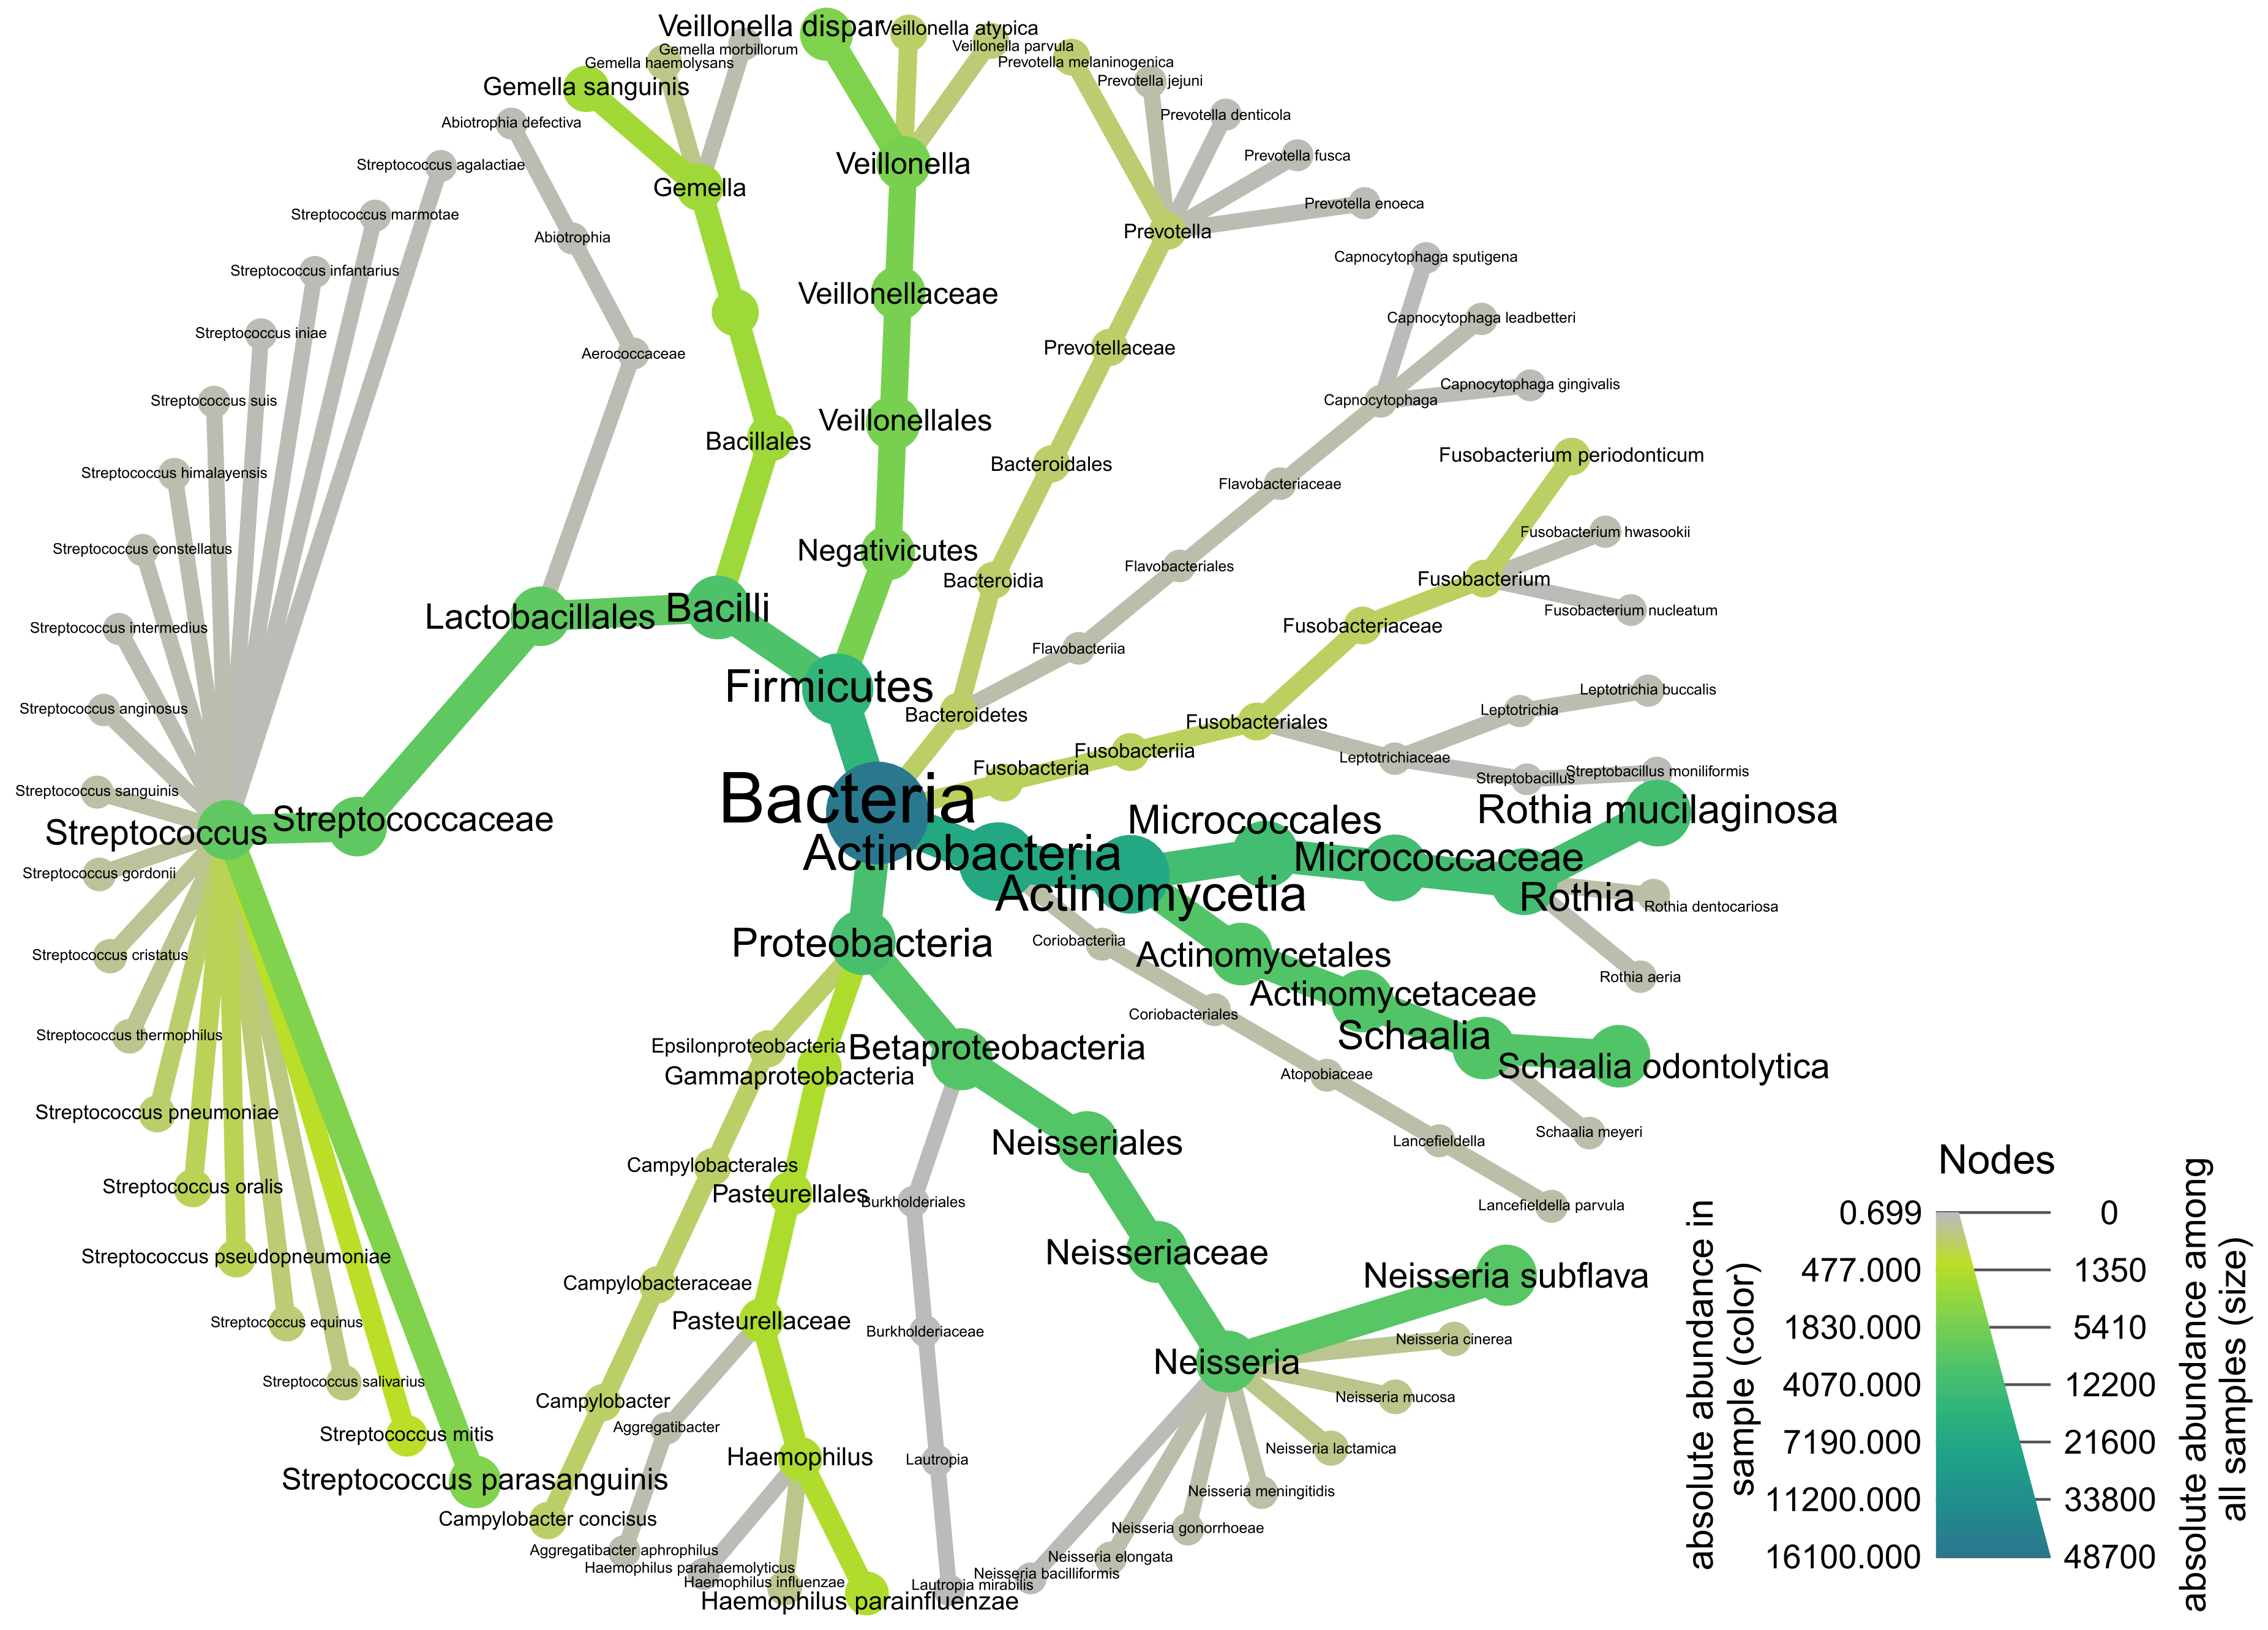 Veillonella dispar
Veillonella atypica
Gemella morbillorum
Veillonella parvula
Gemella haemolysans
Prevotella melaninogenica
Prevotella jejuni
Gemella sanguinis
Prevotella denticola
Abiotrophia defectiva
Prevotella fusca
Streptococcus agalactiae
Veillonella
Gemella
Prevotella enoeca
Streptococcus marmotae
Prevotella
Abiotrophia
Capnocytophaga sputigena
Streptococcus infantarius
Veillonellaceae
Capnocytophaga leadbetteri
Streptococcus iniae
Prevotellaceae
Aerococcaceae
Capnocytophaga gingivalis
Streptococcus suis
Capnocytophaga
Veillonellales
Bacillales
Fusobacterium periodonticum
Bacteroidales
Streptococcus himalayensis
Flavobacteriaceae
Fusobacterium hwasookii
Streptococcus constellatus
Negativicutes
Flavobacteriales
Bacteroidia
Fusobacterium
Fusobacterium nucleatum
Bacilli
Lactobacillales
Streptococcus intermedius
Fusobacteriaceae
Flavobacteriia
Firmicutes
Leptotrichia buccalis
Streptococcus anginosus
Leptotrichia
Bacteroidetes
Fusobacteriales
Fusobacteriia
Leptotrichiaceae
Fusobacteria
Streptobacillus moniliformis
Streptobacillus
Streptococcus sanguinis
Bacteria
Rothia mucilaginosa
Micrococcales
Streptococcaceae
Streptococcus
Actinobacteria
Micrococcaceae
Streptococcus gordonii
Actinomycetia
Rothia
Rothia dentocariosa
Coriobacteriia
Proteobacteria
Streptococcus cristatus
Actinomycetales
Rothia aeria
Actinomycetaceae
Coriobacteriales
Streptococcus thermophilus
Schaalia
Epsilonproteobacteria
Betaproteobacteria
Schaalia odontolytica
Gammaproteobacteria
Atopobiaceae
Streptococcus pneumoniae
Schaalia meyeri
Lancefieldella
Neisseriales
Campylobacterales
Streptococcus oralis
Pasteurellales
Burkholderiales
Lancefieldella parvula
Neisseriaceae
Streptococcus pseudopneumoniae
Neisseria subflava
Campylobacteraceae
Pasteurellaceae
Streptococcus equinus
Burkholderiaceae
Neisseria cinerea
Neisseria
Streptococcus salivarius
Neisseria mucosa
Campylobacter
Aggregatibacter
Streptococcus mitis
Neisseria lactamica
Haemophilus
Lautropia
Streptococcus parasanguinis
Neisseria meningitidis
Campylobacter concisus
Neisseria gonorrhoeae
Aggregatibacter aphrophilus
Neisseria elongata
Haemophilus parahaemolyticus
Neisseria bacilliformis
Haemophilus influenzae
Lautropia mirabilis
Haemophilus parainfluenzae
Nodes
absolute abundance in
sample (color)
0.699 0
477.000 1350
1830.000 5410
4070.000 12200
7190.000 21600
11200.000 33800
16100.000 48700
absolute abundance among
all samples (size)